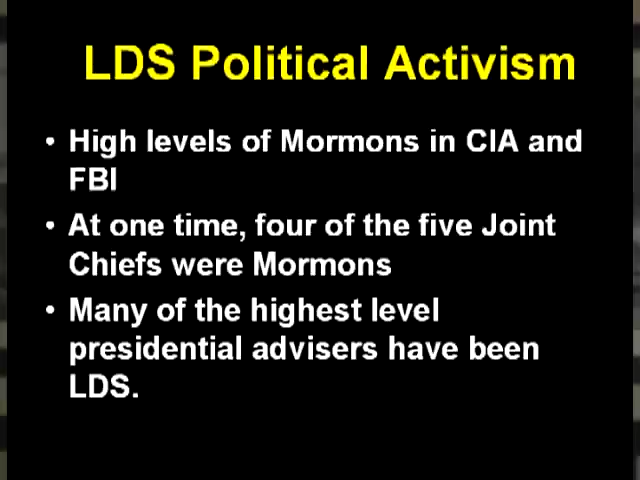 LDS Political Activism
• High levels of Mormons in CIA and
FBI
• At one time, four of the five Joint
Chiefs were Mormons
• Many of the highest level
presidential advisers have been
LDS.